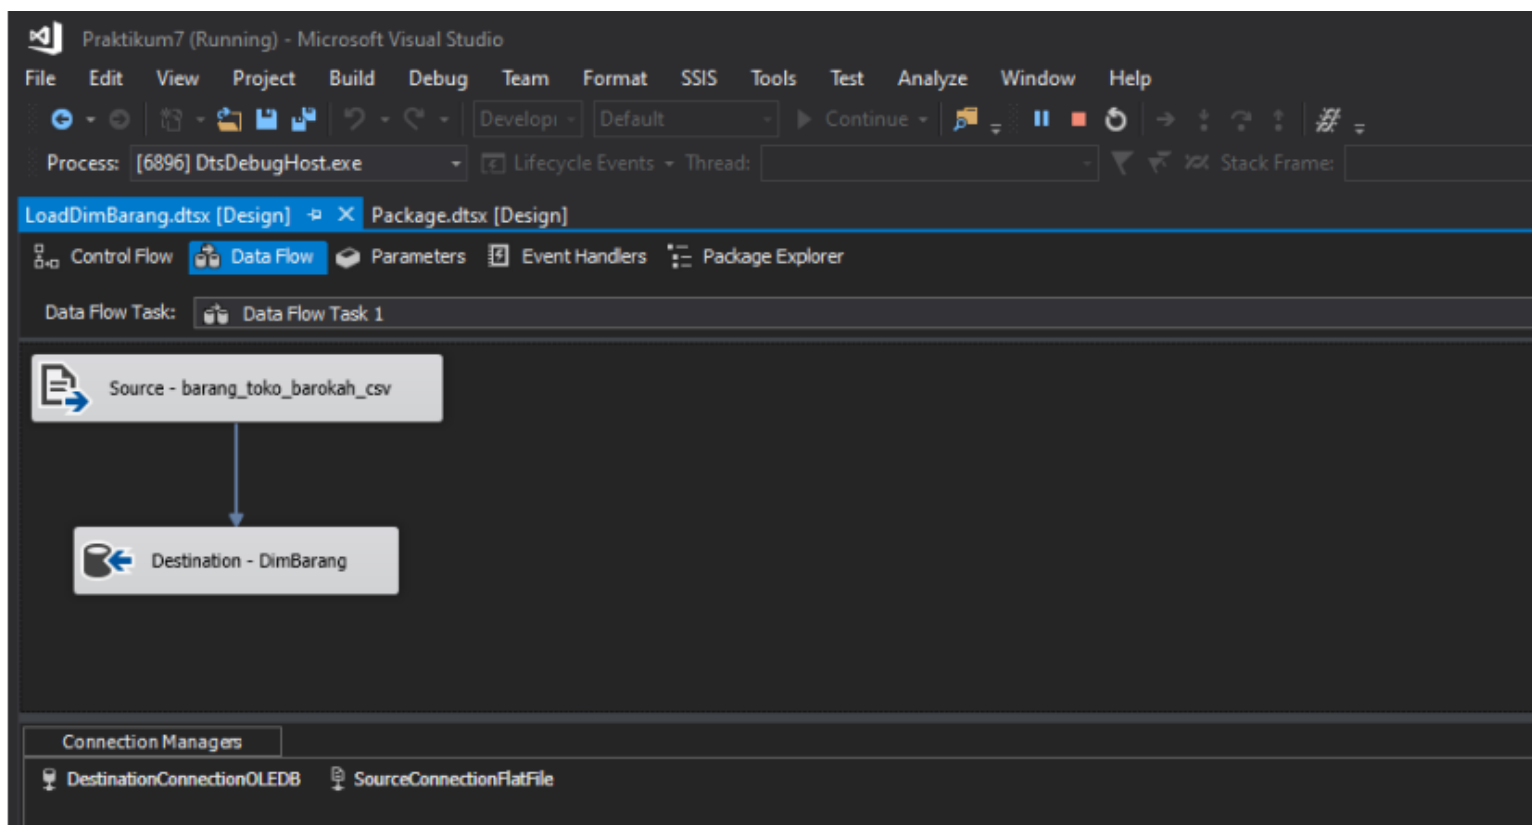 Praktikum7 (Running) - Microsoft Visual Studio
File Edit View Project Build Debug Team Format SSIS Tools Test Analyze Window Help
Developi Default Continue
Process: [6896] DtsDebugHost.exe Lifecycle Events Thread: Stack Frame:
LoadDimBarang.dtsx [Design] Package.dtsx [Design]
Control Flow Data Flow Parameters Event Handlers Package Explorer
Data Flow Task: Data Flow Task 1
Source - barang_toko_barokah_csv
Destination - DimBarang
Connection Managers
DestinationConnectionOLEDB SourceConnectionFlatFile